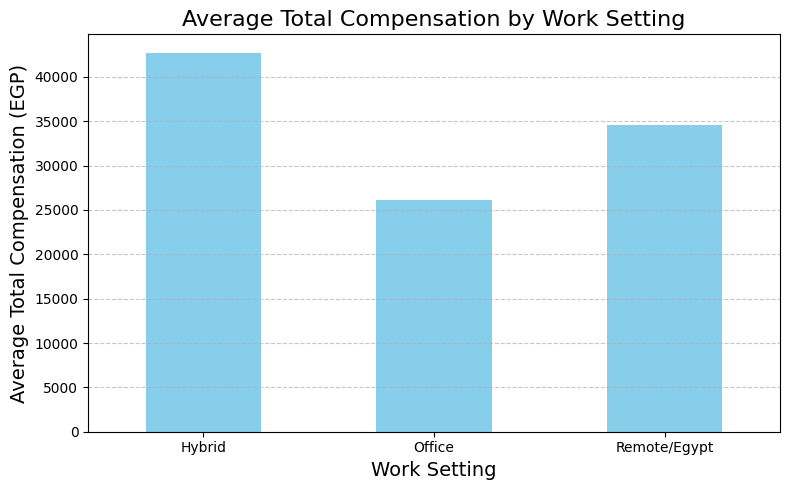 Average Total Compensation by Work Setting
Average Total Compensation (EGP)
40000
35000
30000
25000
20000
15000
10000
5000
0
Hybrid
Office
Remote/Egypt
Work Setting